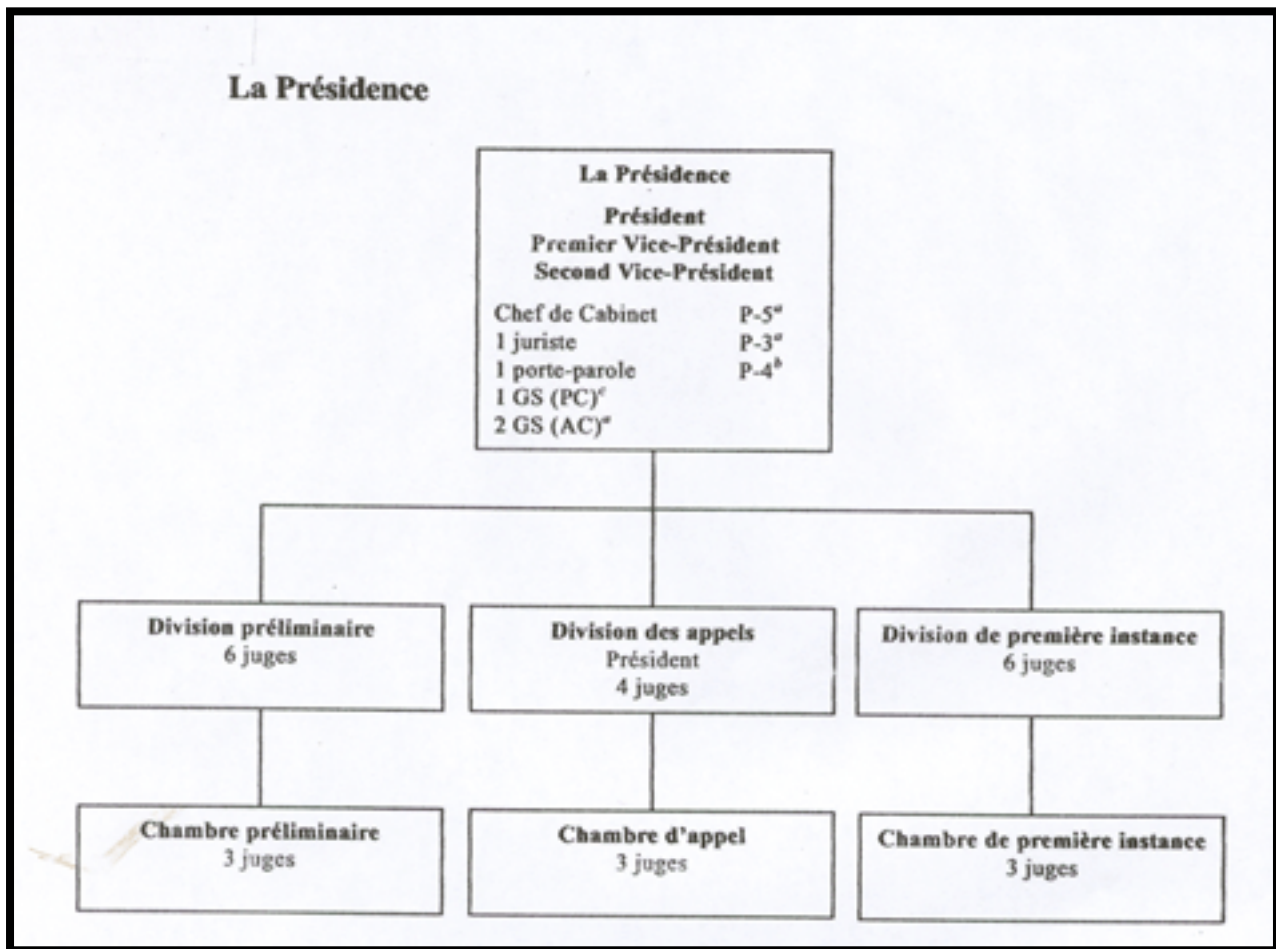 La Présidence
La Présidence
Président
Premier Vice-Président
Second Vice-Président
Chef de Cabinet P-5ᵃ
1 juriste P-3ᵃ
1 porte-parole P-4ᵇ
1 GS (PC)ᶜ
2 GS (AC)ᵃ
Division préliminaire
6 juges
Division des appels
Président
4 juges
Division de première instance
6 juges
Chambre préliminaire
3 juges
Chambre d'appel
3 juges
Chambre de première instance
3 juges